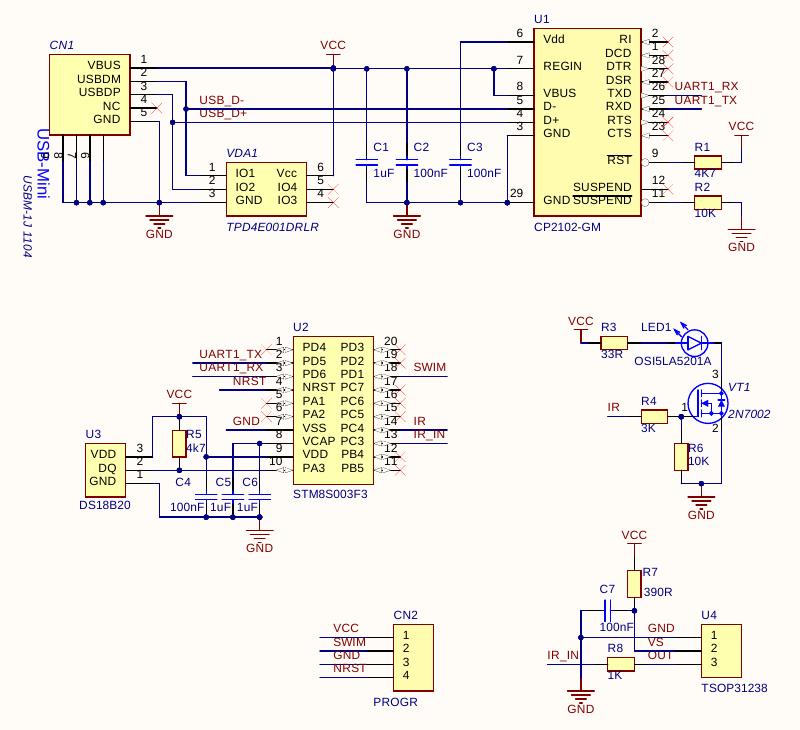 CN1
VBUS 1
USBDM 2
USBDP 3
NC 4
GND 5
9 8 7 6
USB-Mini
USBM-1J 1104
VCC
USB_D-
USB_D+
VDA1
1 IO1 Vcc 6
2 IO2 IO4 5
3 GND IO3 4
TPD4E001DRLR
GND
C1
1uF
C2
100nF
C3
100nF
GND
U1
6 Vdd RI 2
DCD 1
7 REGIN DTR 28
DSR 27
8 VBUS TXD 26 UART1_RX
5 D- RXD 25 UART1_TX
4 D+ RTS 24
3 GND CTS 23
RST 9
SUSPEND 12
29 GND SUSPEND 11
CP2102-GM
VCC
R1
4K7
R2
10K
GND
U2
1 PD4 PD3 20
UART1_TX 2 PD5 PD2 19
UART1_RX 3 PD6 PD1 18 SWIM
NRST 4 NRST PC7 17
5 PA1 PC6 16
6 PA2 PC5 15
GND 7 VSS PC4 14 IR
8 VCAP PC3 13 IR_IN
9 VDD PB4 12
10 PA3 PB5 11
STM8S003F3
VCC
R5
4k7
U3
VDD 3
DQ 2
GND 1
DS18B20
C4 C5 C6
100nF 1uF 1uF
GND
VCC
R3
33R
LED1
OSI5LA5201A
3
VT1
2N7002
IR
R4
3K
1
2
R6
10K
GND
CN2
VCC 1
SWIM 2
GND 3
NRST 4
PROGR
VCC
R7
390R
C7
100nF
U4
GND 1
VS 2
OUT 3
TSOP31238
IR_IN
R8
1K
GND